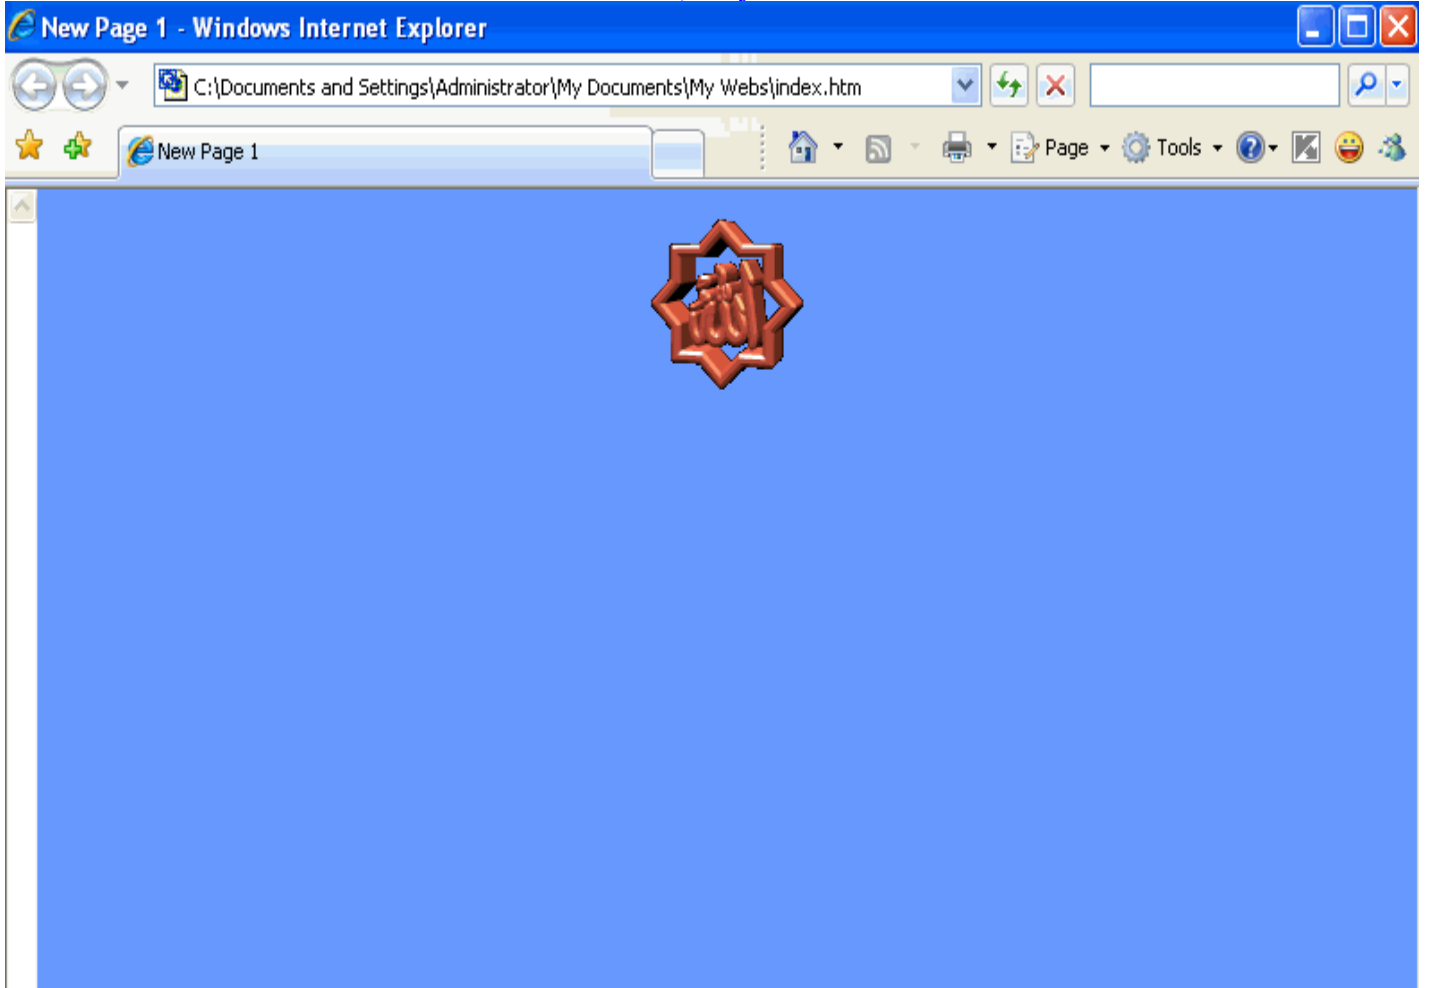 New Page 1 - Windows Internet Explorer
C:\Documents and Settings\Administrator\My Documents\My Webs\index.htm
New Page 1
Page
Tools
الله